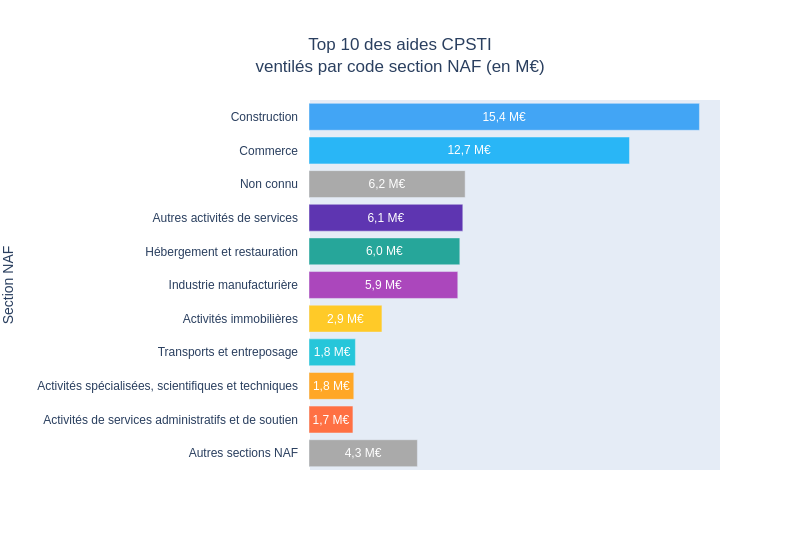 Top 10 des aides CPSTI
ventilés par code section NAF (en M€)
Section NAF
Construction 15,4 M€
Commerce 12,7 M€
Non connu 6,2 M€
Autres activités de services 6,1 M€
Hébergement et restauration 6,0 M€
Industrie manufacturière 5,9 M€
Activités immobilières 2,9 M€
Transports et entreposage 1,8 M€
Activités spécialisées, scientifiques et techniques 1,8 M€
Activités de services administratifs et de soutien 1,7 M€
Autres sections NAF 4,3 M€